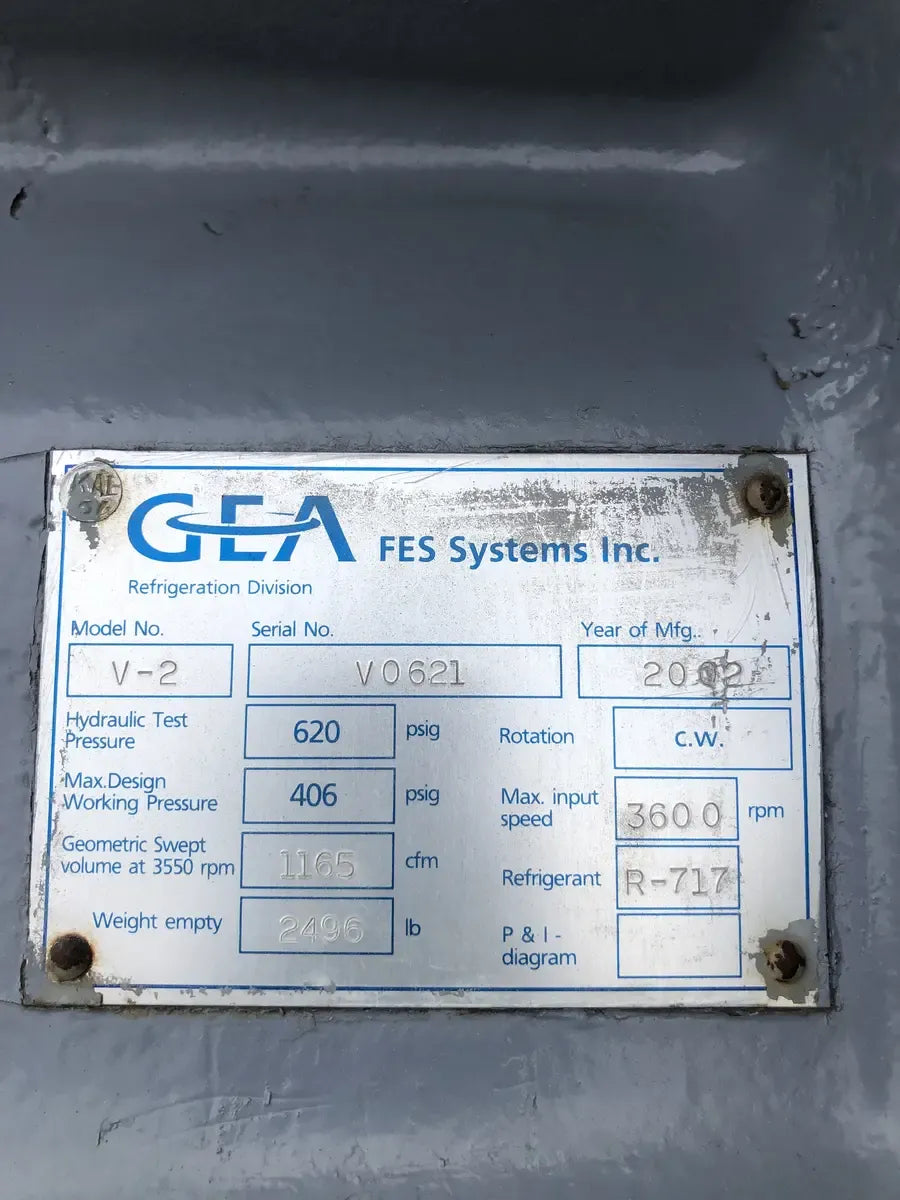 KAL
GEA FES Systems Inc.
Refrigeration Division
Model No. Serial No. Year of Mfg..
V-2 V0621 2002
Hydraulic Test Pressure 620 psig Rotation c.w.
Max.Design Working Pressure 406 psig Max. input speed 3600 rpm
Geometric Swept volume at 3550 rpm 1165 cfm Refrigerant R-717
Weight empty 2496 lb P & I - diagram